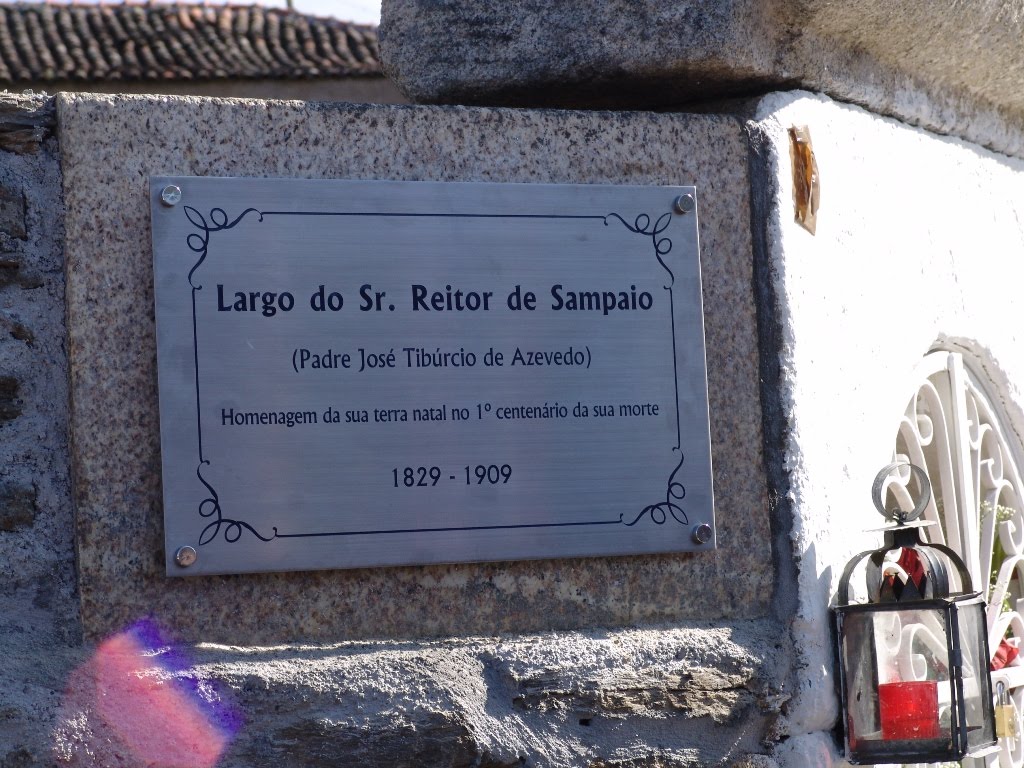 Largo do Sr. Reitor de Sampaio
(Padre José Tibúrcio de Azevedo)
Homenagem da sua terra natal no 1º centenário da sua morte
1829 - 1909